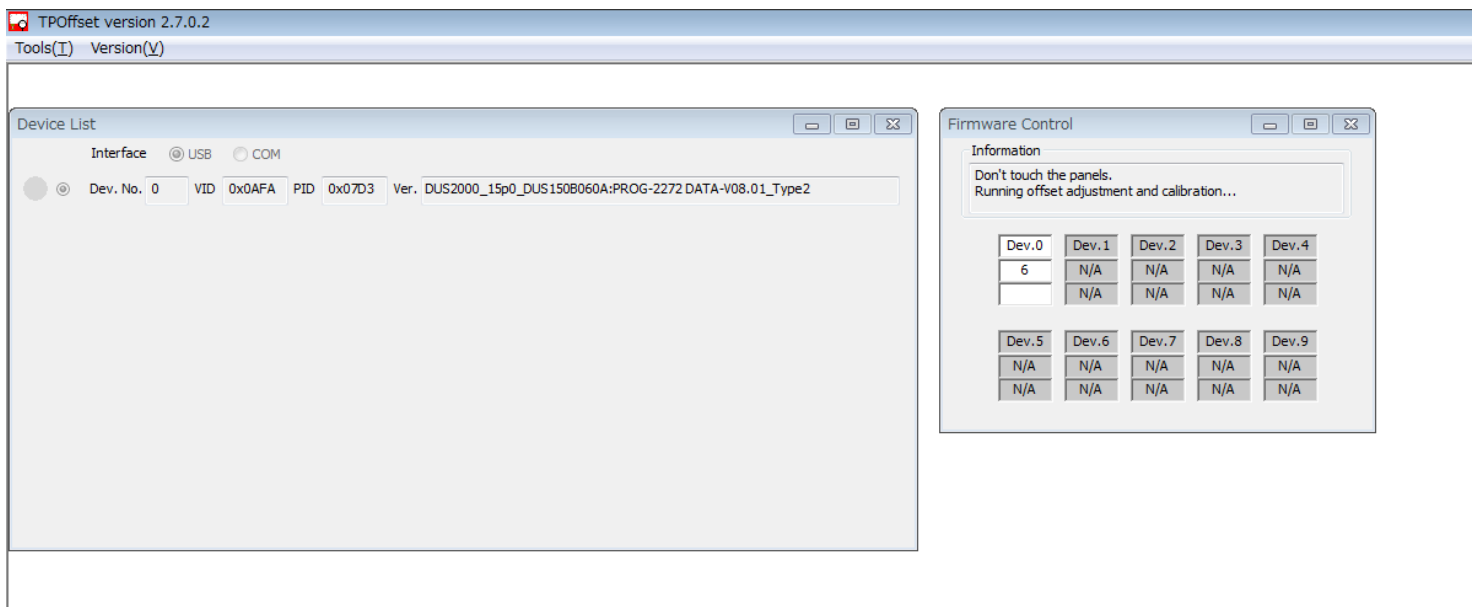 TPOffset version 2.7.0.2
Tools(T) Version(V)
Device List
Interface USB COM
Dev. No. 0 VID 0x0AFA PID 0x07D3 Ver. DUS2000_15p0_DUS150B060A:PROG-2272 DATA-V08.01_Type2
Firmware Control
Information
Don't touch the panels.
Running offset adjustment and calibration...
Dev.0 Dev.1 Dev.2 Dev.3 Dev.4
6 N/A N/A N/A N/A
N/A N/A N/A N/A
Dev.5 Dev.6 Dev.7 Dev.8 Dev.9
N/A N/A N/A N/A N/A
N/A N/A N/A N/A N/A